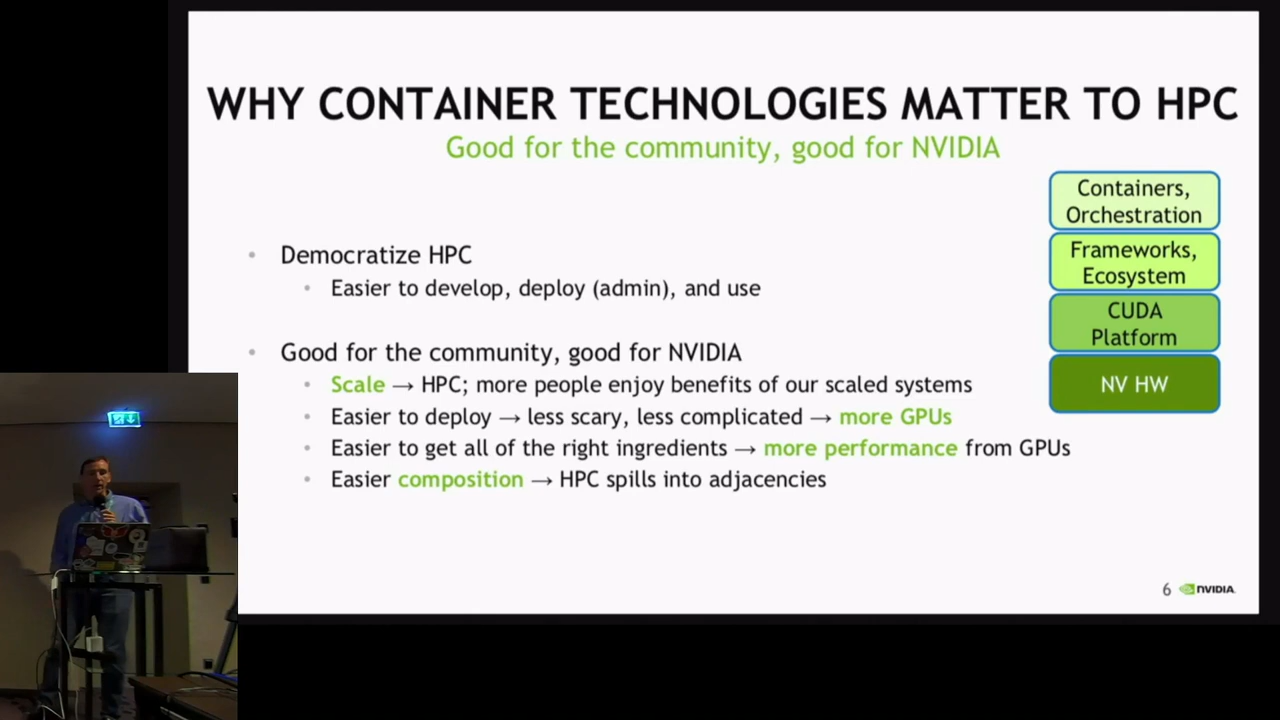 WHY CONTAINER TECHNOLOGIES MATTER TO HPC
Good for the community, good for NVIDIA
Containers,
Orchestration
Frameworks,
Ecosystem
CUDA
Platform
NV HW
• Democratize HPC
• Easier to develop, deploy (admin), and use
• Good for the community, good for NVIDIA
• Scale → HPC; more people enjoy benefits of our scaled systems
• Easier to deploy → less scary, less complicated → more GPUs
• Easier to get all of the right ingredients → more performance from GPUs
• Easier composition → HPC spills into adjacencies
6 NVIDIA